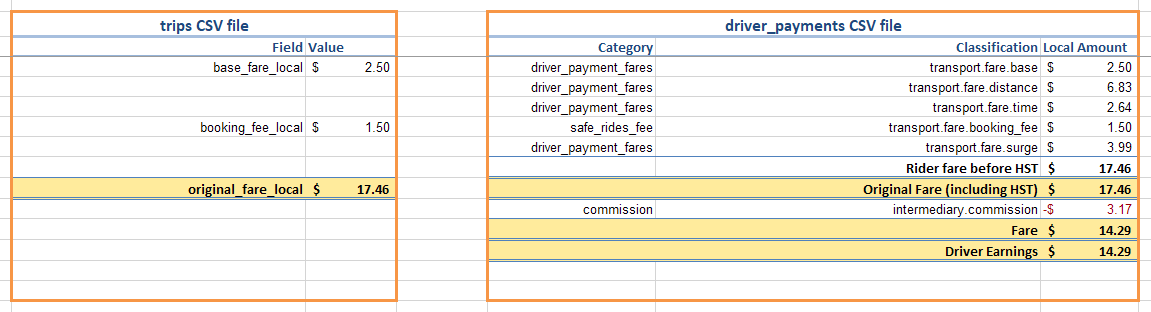 trips CSV file
Field Value
base_fare_local $ 2.50
booking_fee_local $ 1.50
original_fare_local $ 17.46
driver_payments CSV file
Category Classification Local Amount
driver_payment_fares transport.fare.base $ 2.50
driver_payment_fares transport.fare.distance $ 6.83
driver_payment_fares transport.fare.time $ 2.64
safe_rides_fee transport.fare.booking_fee $ 1.50
driver_payment_fares transport.fare.surge $ 3.99
Rider fare before HST $ 17.46
Original Fare (including HST) $ 17.46
commission intermediary.commission -$ 3.17
Fare $ 14.29
Driver Earnings $ 14.29